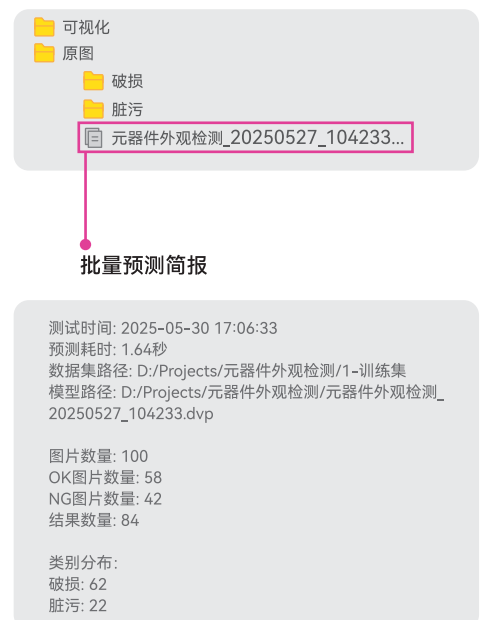 可视化
原图
破损
脏污
元器件外观检测_20250527_104233...
批量预测简报
测试时间: 2025-05-30 17:06:33
预测耗时: 1.64秒
数据集路径: D:/Projects/元器件外观检测/1-训练集
模型路径: D:/Projects/元器件外观检测/元器件外观检测_
20250527_104233.dvp
图片数量: 100
OK图片数量: 58
NG图片数量: 42
结果数量: 84
类别分布:
破损: 62
脏污: 22